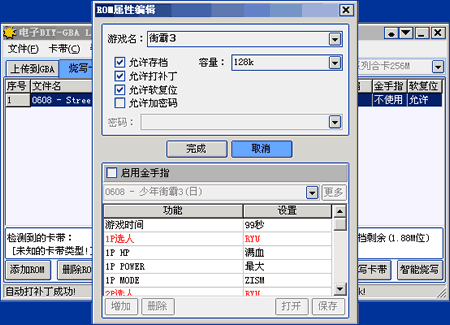 电子DIY-GBA L
文件(F) 卡带(C)
上传到GBA 烧写
列合卡256M
序号 文件名 金手指 软复位
1 0608 - Stree 不使用 允许
检测到的卡带：
[未知的卡带类型!]
档剩余(1.88M位)
添加ROM 删除RO 写卡带 智能烧写
自动打补丁成功!
k!
ROM属性编辑
游戏名： 街霸3
允许存档 容量： 128k
允许打补丁
允许软复位
允许加密码
密码：
完成 取消
启用金手指
0608 - 少年街霸3(日) 更多
功能 设置
游戏时间 99秒
1P选人 RYU
1P HP 满血
1P POWER 最大
1P MODE ZISM
2P选人 RYU
增加 删除 打开 保存